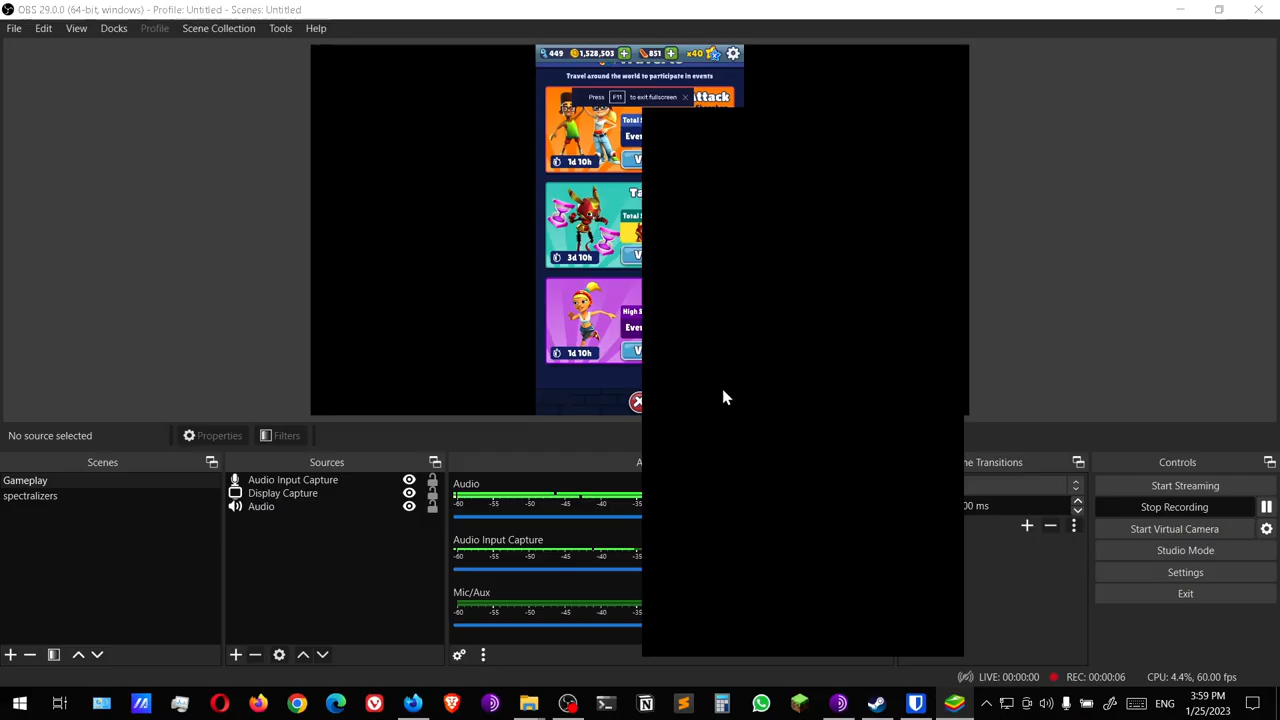 OBS 29.0.0 (64-bit, windows) - Profile: Untitled - Scenes: Untitled
File Edit View Docks Profile Scene Collection Tools Help
449 1,528,503 851 x40
Travel around the world to participate in events
Press F11 to exit fullscreen
Attack
Total S
Even
1d 10h
Ta
Total S
3d 10h
High S
Even
1d 10h
No source selected Properties Filters
Scenes Sources A ne Transitions Controls
Gameplay
spectralizers
Audio Input Capture
Display Capture
Audio
Audio
-60 -55 -50 -45 -40 -35
Audio Input Capture
-60 -55 -50 -45 -40 -35
Mic/Aux
-60 -55 -50 -45 -40 -35
00 ms
Start Streaming
Stop Recording
Start Virtual Camera
Studio Mode
Settings
Exit
LIVE: 00:00:00 REC: 00:00:06 CPU: 4.4%, 60.00 fps
ENG 3:59 PM
1/25/2023